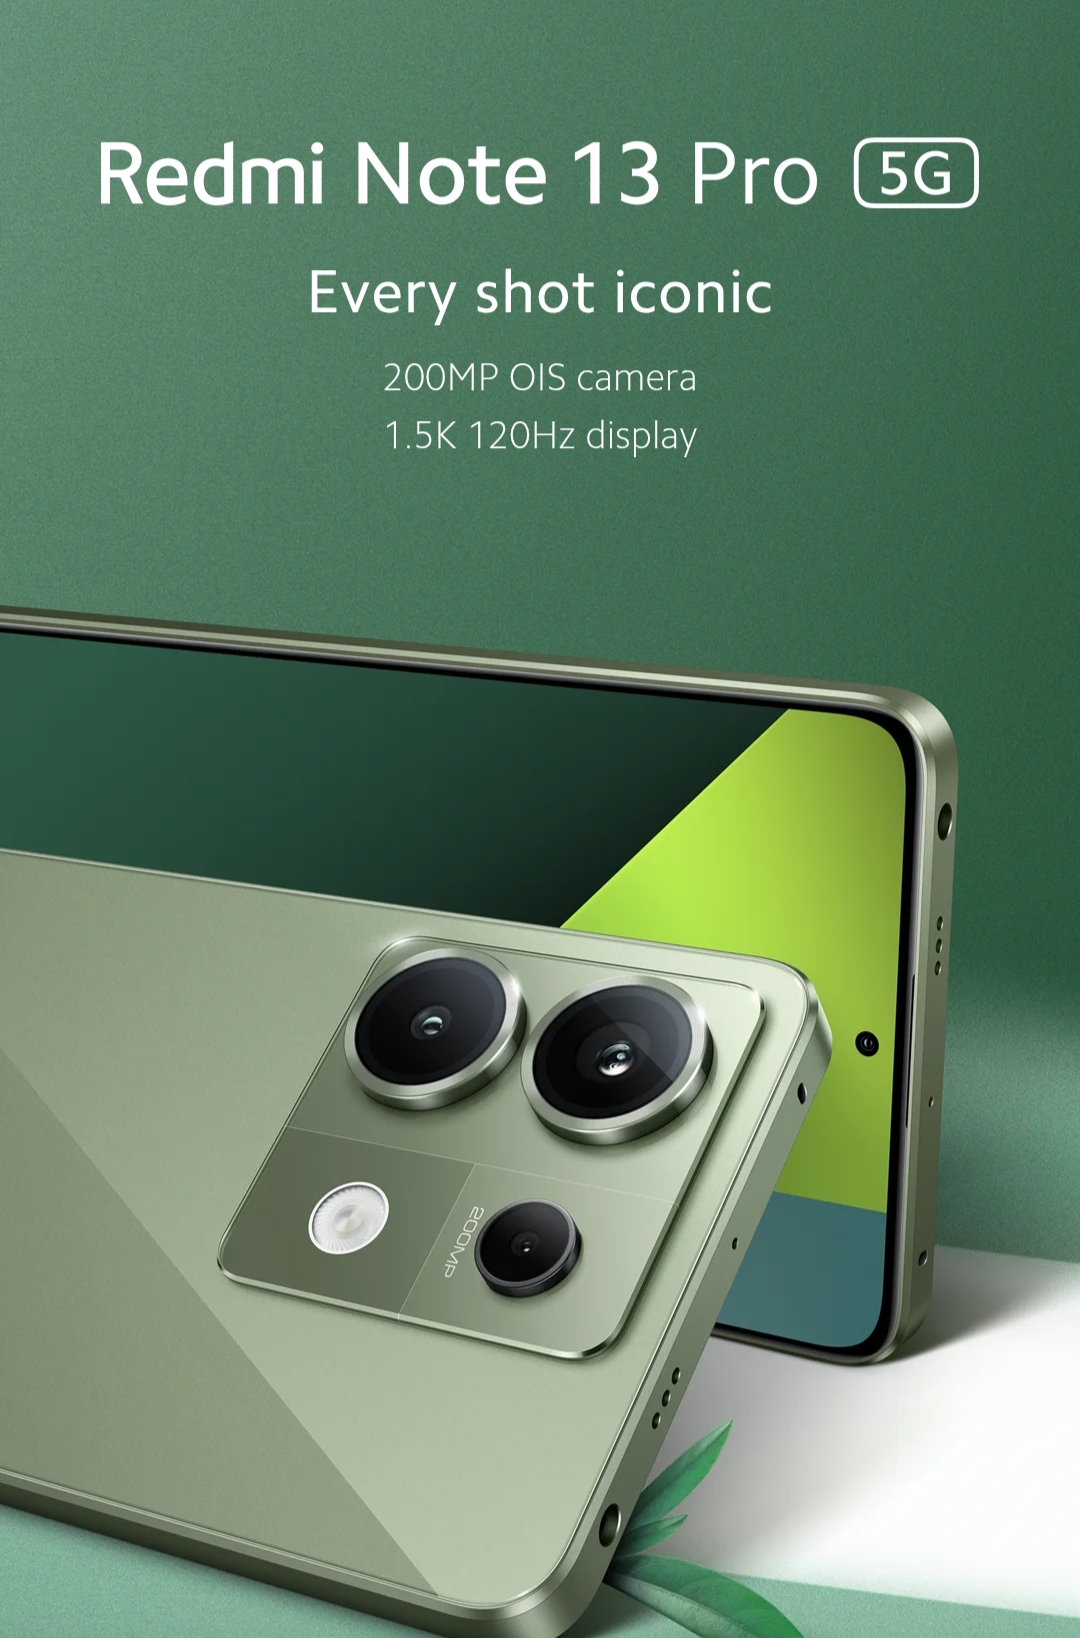 Redmi Note 13 Pro 5G
Every shot iconic
200MP OIS camera
1.5K 120Hz display
200MP